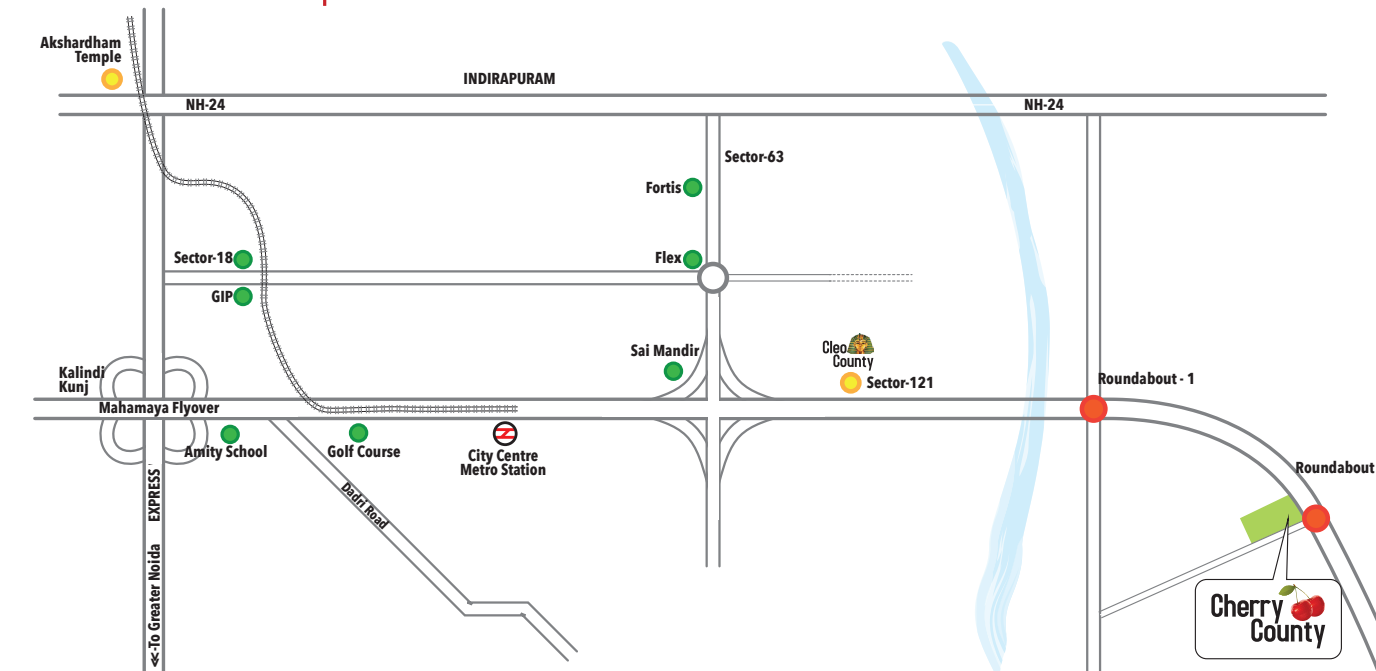 Akshardham
Temple
INDIRAPURAM
NH-24
NH-24
Sector-63
Fortis
Sector-18
Flex
GIP
Sai Mandir
Cleo
County
Sector-121
Kalindi
Kunj
Mahamaya Flyover
Roundabout - 1
Amity School
Golf Course
City Centre
Metro Station
Roundabout
Dadri Road
EXPRESS
<<-To Greater Noida
Cherry
County